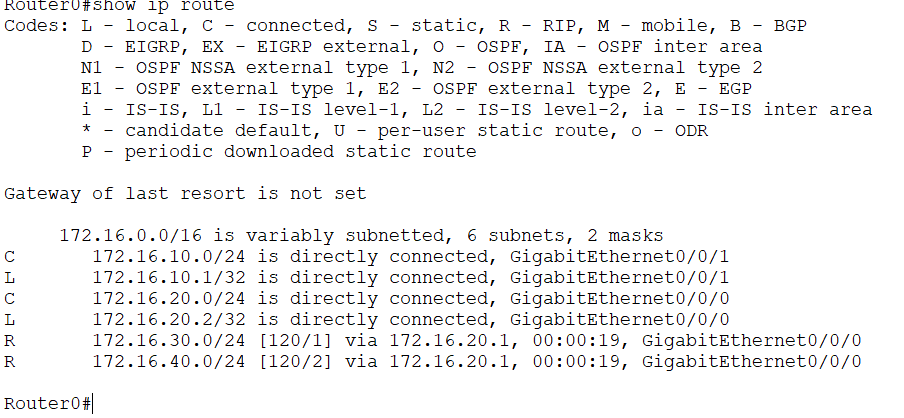 Router0#show ip route
Codes: L - local, C - connected, S - static, R - RIP, M - mobile, B - BGP
D - EIGRP, EX - EIGRP external, O - OSPF, IA - OSPF inter area
N1 - OSPF NSSA external type 1, N2 - OSPF NSSA external type 2
E1 - OSPF external type 1, E2 - OSPF external type 2, E - EGP
i - IS-IS, L1 - IS-IS level-1, L2 - IS-IS level-2, ia - IS-IS inter area
* - candidate default, U - per-user static route, o - ODR
P - periodic downloaded static route
Gateway of last resort is not set
172.16.0.0/16 is variably subnetted, 6 subnets, 2 masks
C 172.16.10.0/24 is directly connected, GigabitEthernet0/0/1
L 172.16.10.1/32 is directly connected, GigabitEthernet0/0/1
C 172.16.20.0/24 is directly connected, GigabitEthernet0/0/0
L 172.16.20.2/32 is directly connected, GigabitEthernet0/0/0
R 172.16.30.0/24 [120/1] via 172.16.20.1, 00:00:19, GigabitEthernet0/0/0
R 172.16.40.0/24 [120/2] via 172.16.20.1, 00:00:19, GigabitEthernet0/0/0
Router0#